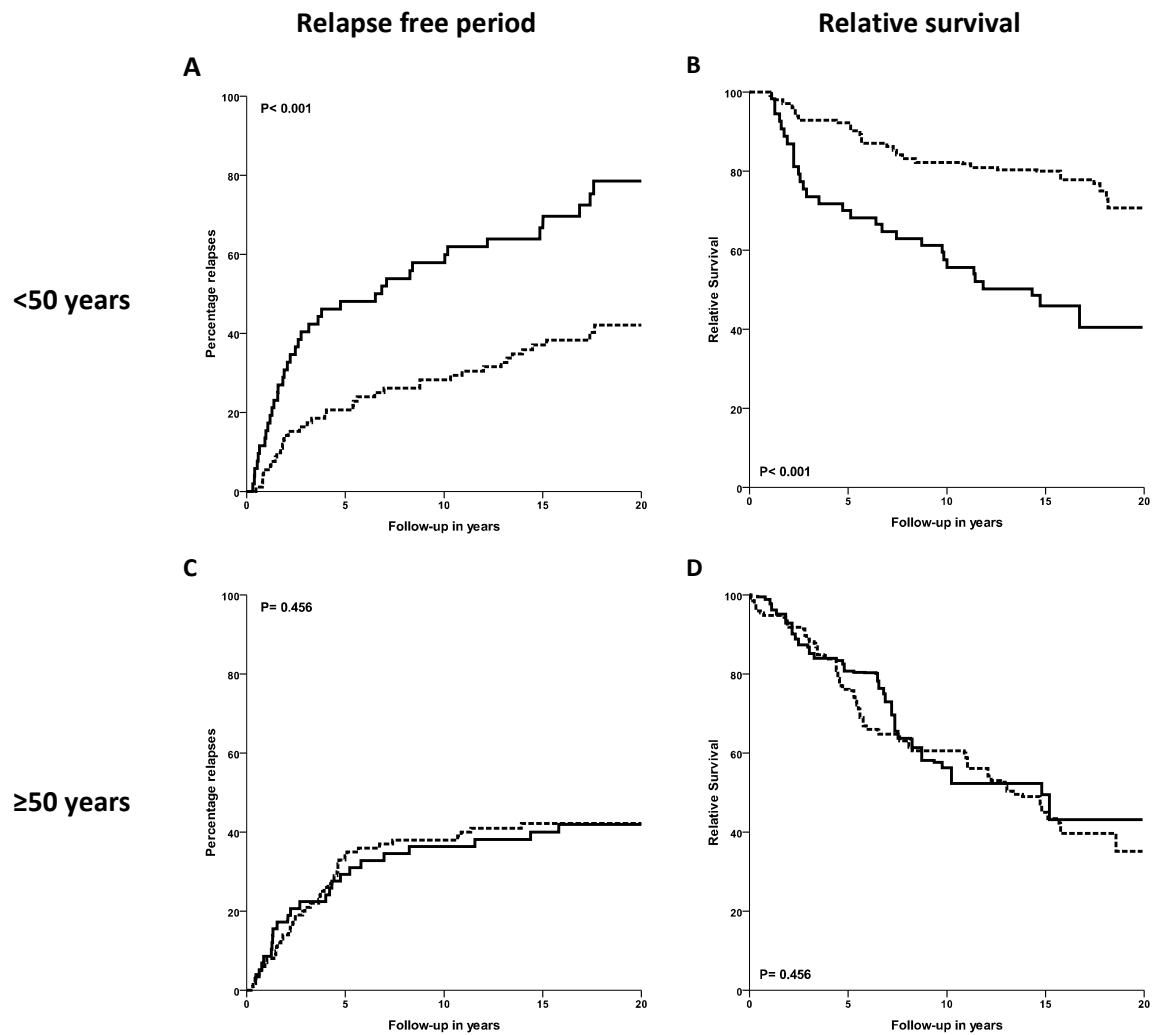 Relapse free period
Relative survival
<50 years
A
P< 0.001
100
80
60
40
20
0
Percentage relapses
0 5 10 15 20
Follow-up in years
B
100
80
60
40
20
0
Relative Survival
P< 0.001
0 5 10 15 20
Follow-up in years
≥50 years
C
P= 0.456
100
80
60
40
20
0
Percentage relapses
0 5 10 15 20
Follow-up in years
D
100
80
60
40
20
0
Relative Survival
P= 0.456
0 5 10 15 20
Follow-up in years